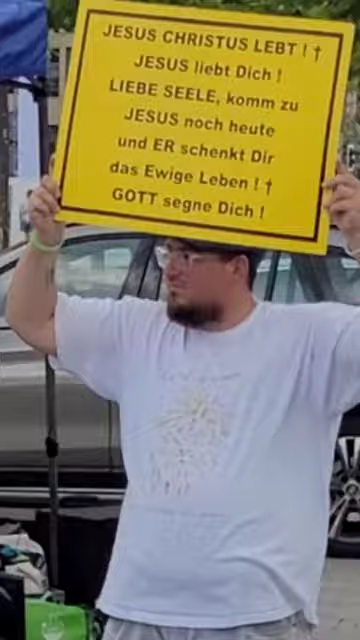 JESUS CHRISTUS LEBT ! †
JESUS liebt Dich !
LIEBE SEELE, komm zu
JESUS noch heute
und ER schenkt Dir
das Ewige Leben ! †
GOTT segne Dich !